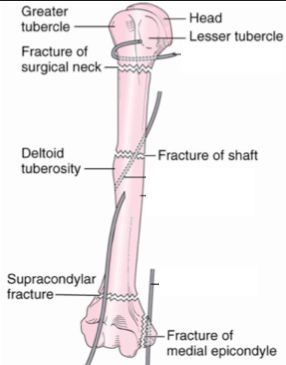 Greater
tubercle
Head
Lesser tubercle
Fracture of
surgical neck
Deltoid
tuberosity
Fracture of shaft
Supracondylar
fracture
Fracture of
medial epicondyle